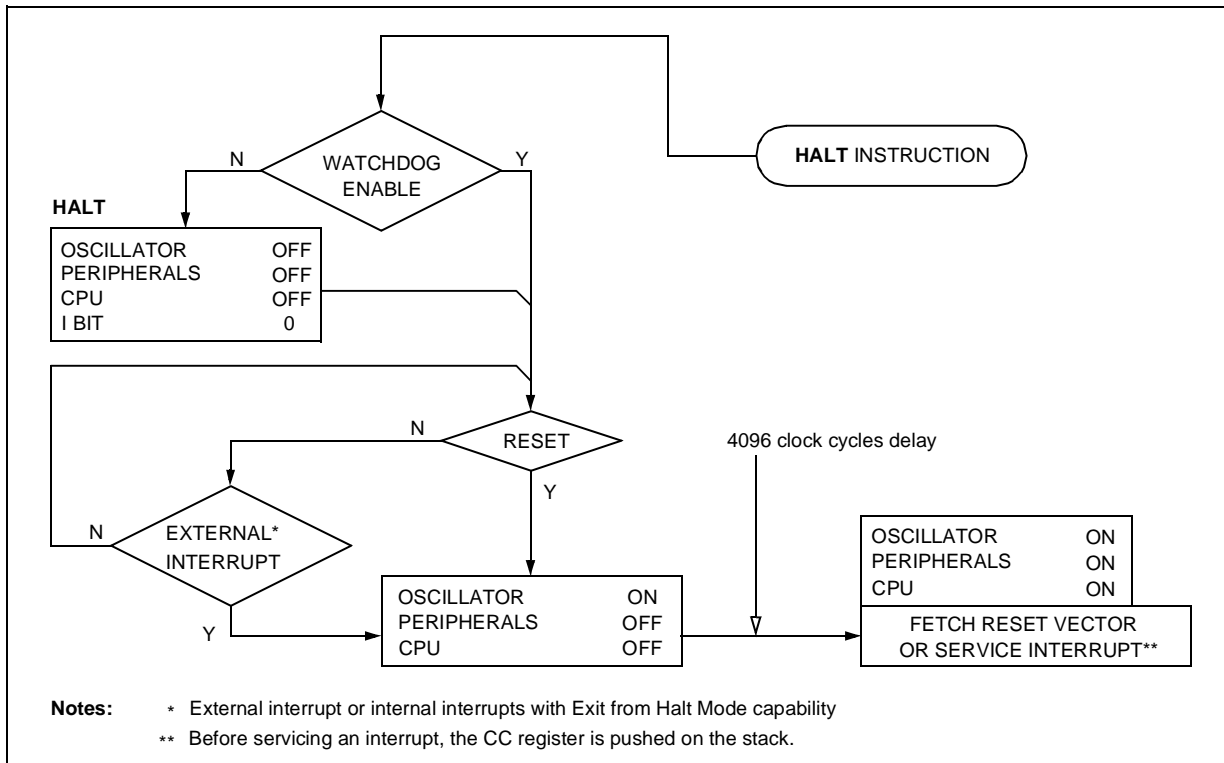 HALT INSTRUCTION
WATCHDOG
ENABLE
N
Y
HALT
OSCILLATOR OFF
PERIPHERALS OFF
CPU OFF
I BIT 0
RESET
N
Y
4096 clock cycles delay
EXTERNAL*
INTERRUPT
N
Y
OSCILLATOR ON
PERIPHERALS OFF
CPU OFF
OSCILLATOR ON
PERIPHERALS ON
CPU ON
FETCH RESET VECTOR
OR SERVICE INTERRUPT**
Notes: * External interrupt or internal interrupts with Exit from Halt Mode capability
** Before servicing an interrupt, the CC register is pushed on the stack.